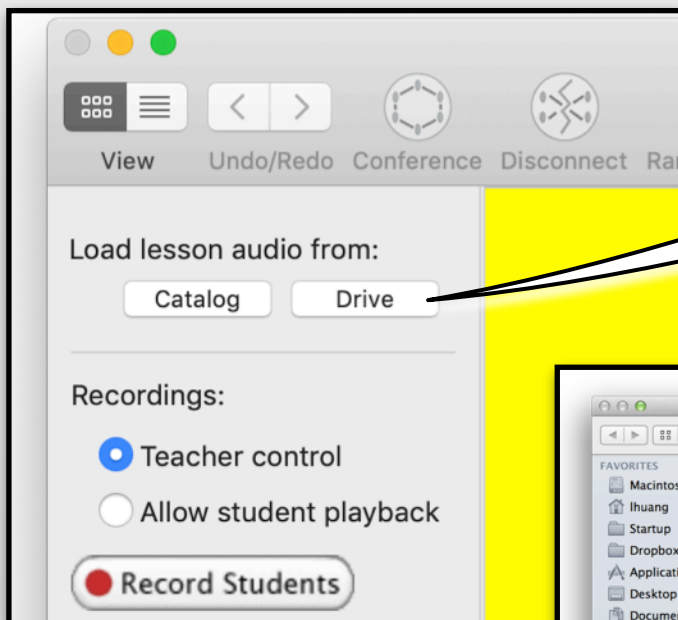 View Undo/Redo Conference Disconnect
Load lesson audio from:
Catalog Drive
Recordings:
Teacher control
Allow student playback
Record Students
FAVORITES
lhuang
Startup
Dropbox
Desktop